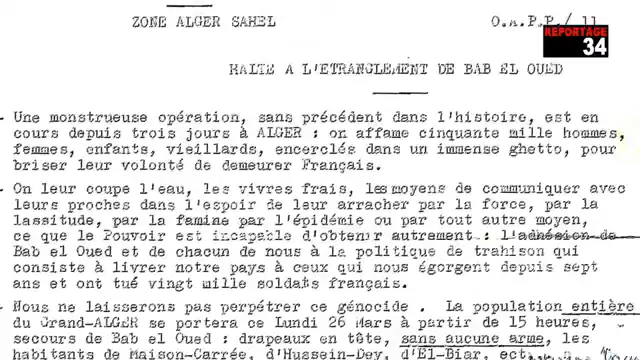 ZONE ALGER SAHEL
O.A.P.P./ 11
REPORTAGE
34
HALTE A L'ETRANGLEMENT DE BAB EL OUED
- Une monstrueuse opération, sans précédent dans l'histoire, est en
cours depuis trois jours à ALGER : on affame cinquante mille hommes,
femmes, enfants, vieillards, encerclés dans un immense ghetto, pour
briser leur volonté de demeurer Français.
- On leur coupe l'eau, les vivres frais, les moyens de communiquer avec
leurs proches dans l'espoir de leur arracher par la force, par la
lassitude, par la famine par l'épidémie ou par tout autre moyen,
ce que le Pouvoir est incapable d'obtenir autrement : l'adhésion de
Bab el Oued et de chacun de nous à la politique de trahison qui
consiste à livrer notre pays à ceux qui nous égorgent depuis sept
ans et ont tué vingt mille soldats français.
- Nous ne laisserons pas perpétrer ce génocide . La population entière
du Grand-ALGER se portera ce Lundi 26 Mars à partir de 15 heures,
secours de Bab el Oued : drapeaux en tête, sans aucune arme, les
habitants de Maison-Carrée, d'Hussein-Dey, d'El-Biar,